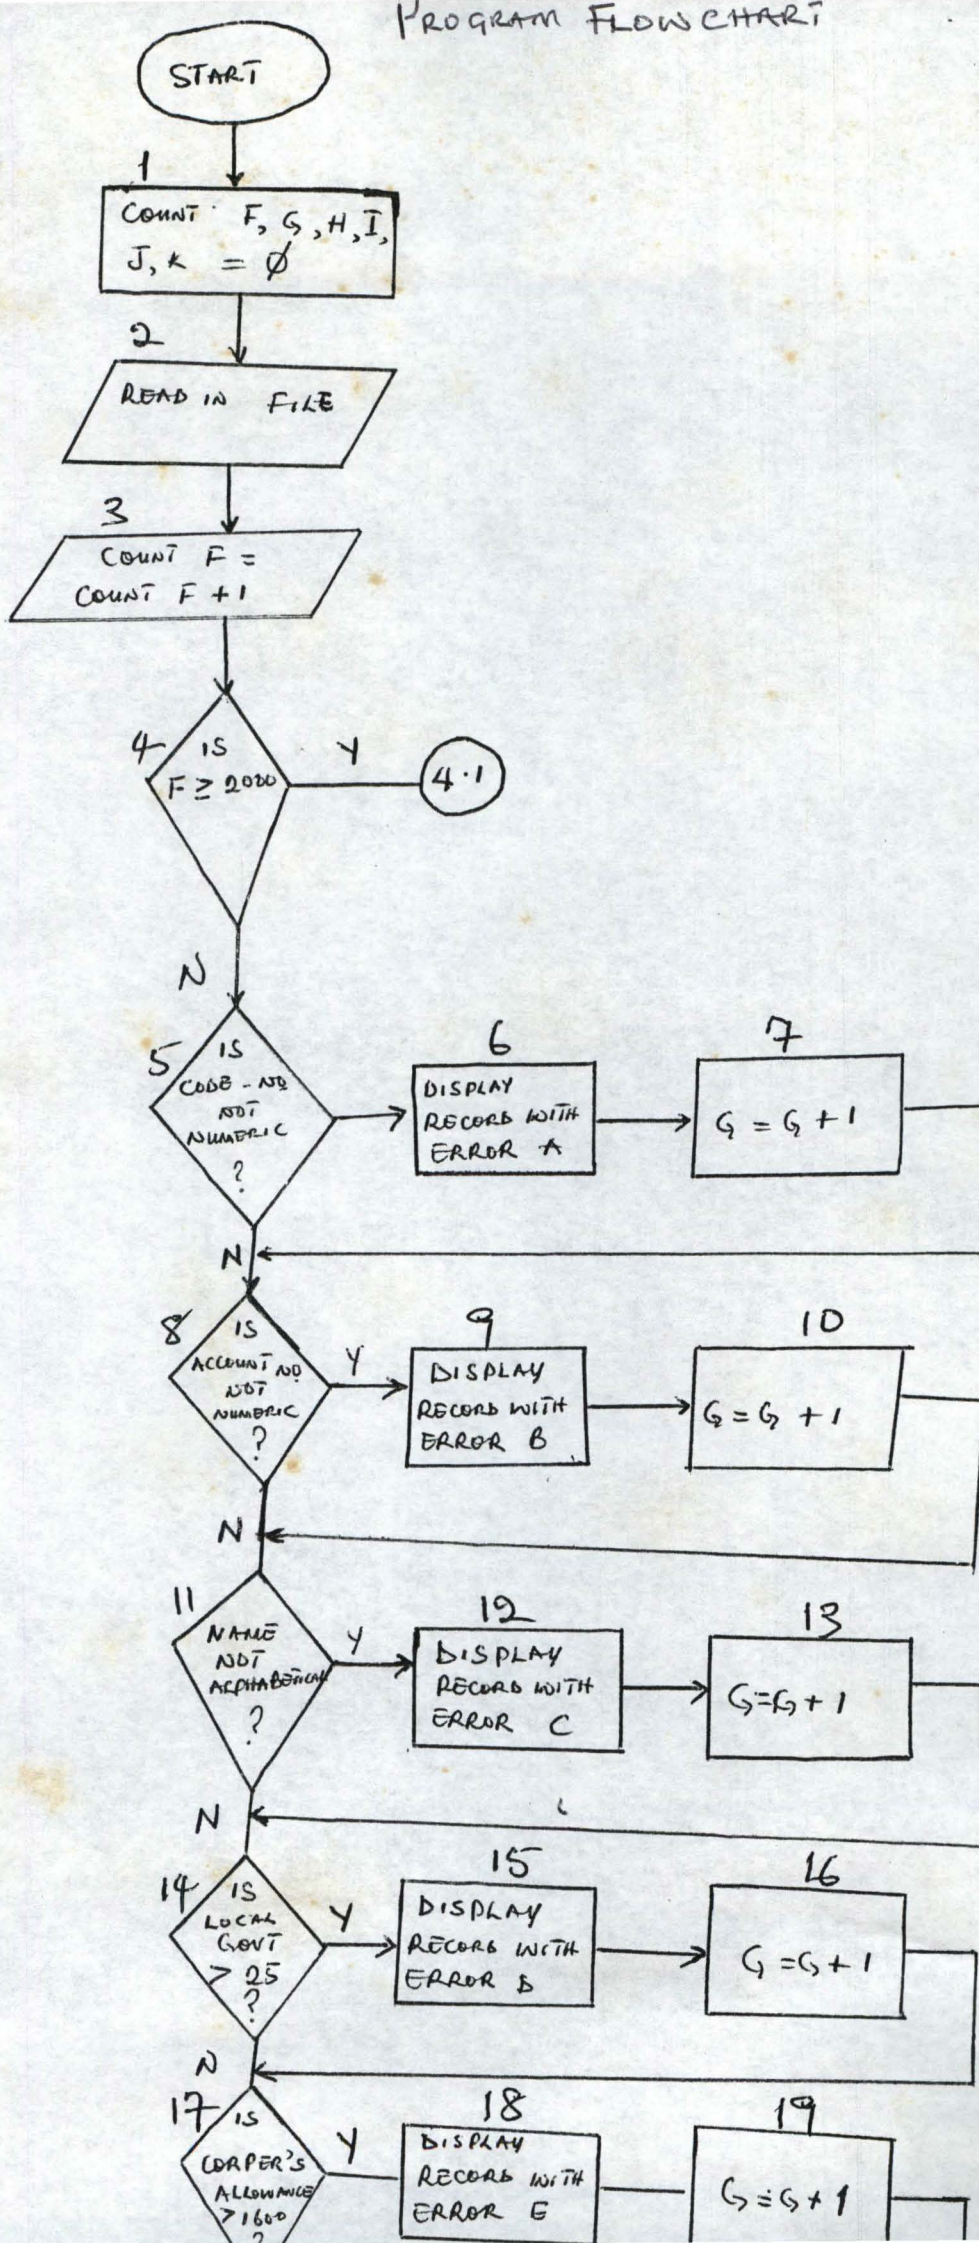 PROGRAM FLOWCHART
START
1
COUNT F, G, H, I,
J, K = Ø
2
READ IN FILE
3
COUNT F =
COUNT F + 1
4
IS
F ≥ 2000
Y
4.1
N
5
IS
CODE - NO
NOT
NUMERIC
?
6
DISPLAY
RECORD WITH
ERROR A
7
G = G + 1
N
8
IS
ACCOUNT NO
NOT
NUMERIC
?
Y
9
DISPLAY
RECORD WITH
ERROR B
10
G = G + 1
N
11
NAME
NOT
ALPHABETICAL
?
Y
12
DISPLAY
RECORD WITH
ERROR C
13
G = G + 1
N
14
IS
LOCAL
GOVT
> 25
?
Y
15
DISPLAY
RECORD WITH
ERROR D
16
G = G + 1
N
17
IS
CORPER'S
ALLOWANCE
> 1600
?
Y
18
DISPLAY
RECORD WITH
ERROR E
19
G = G + 1